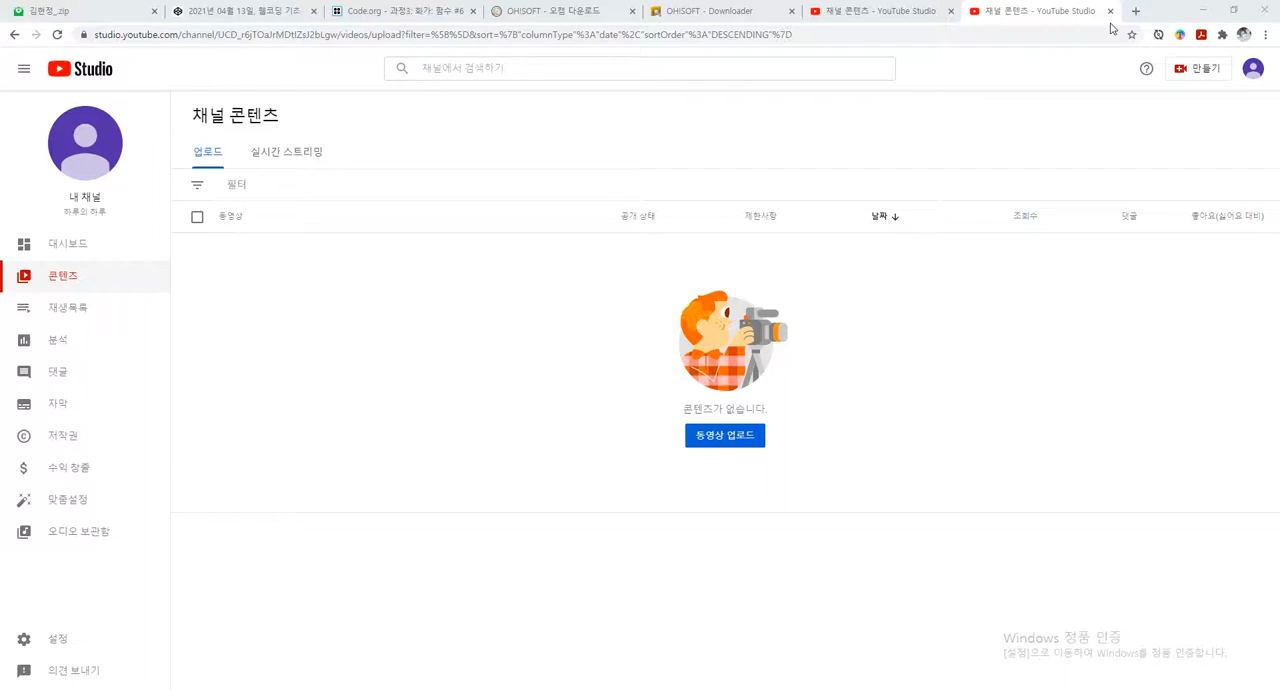 김현정_.zip
2021년 04월 13일, 웹코딩 기초
Code.org - 과정3: 화가: 함수 #6
OH!SOFT - 오캠 다운로드
OH!SOFT - Downloader
채널 콘텐츠 - YouTube Studio
채널 콘텐츠 - YouTube Studio
studio.youtube.com/channel/UCD_r6jTOaJrMDtIZsJ2bLgw/videos/upload?filter=%5B%5D&sort=%7B"columnType"%3A"date"%2C"sortOrder"%3A"DESCENDING"%7D
Studio
채널에서 검색하기
만들기
내 채널
하루의 하루
대시보드
콘텐츠
재생목록
분석
댓글
자막
저작권
수익 창출
맞춤설정
오디오 보관함
설정
의견 보내기
채널 콘텐츠
업로드
실시간 스트리밍
필터
동영상
공개 상태
제한사항
날짜
조회수
댓글
좋아요(싫어요 대비)
콘텐츠가 없습니다.
동영상 업로드
Windows 정품 인증
[설정]으로 이동하여 Windows를 정품 인증합니다.